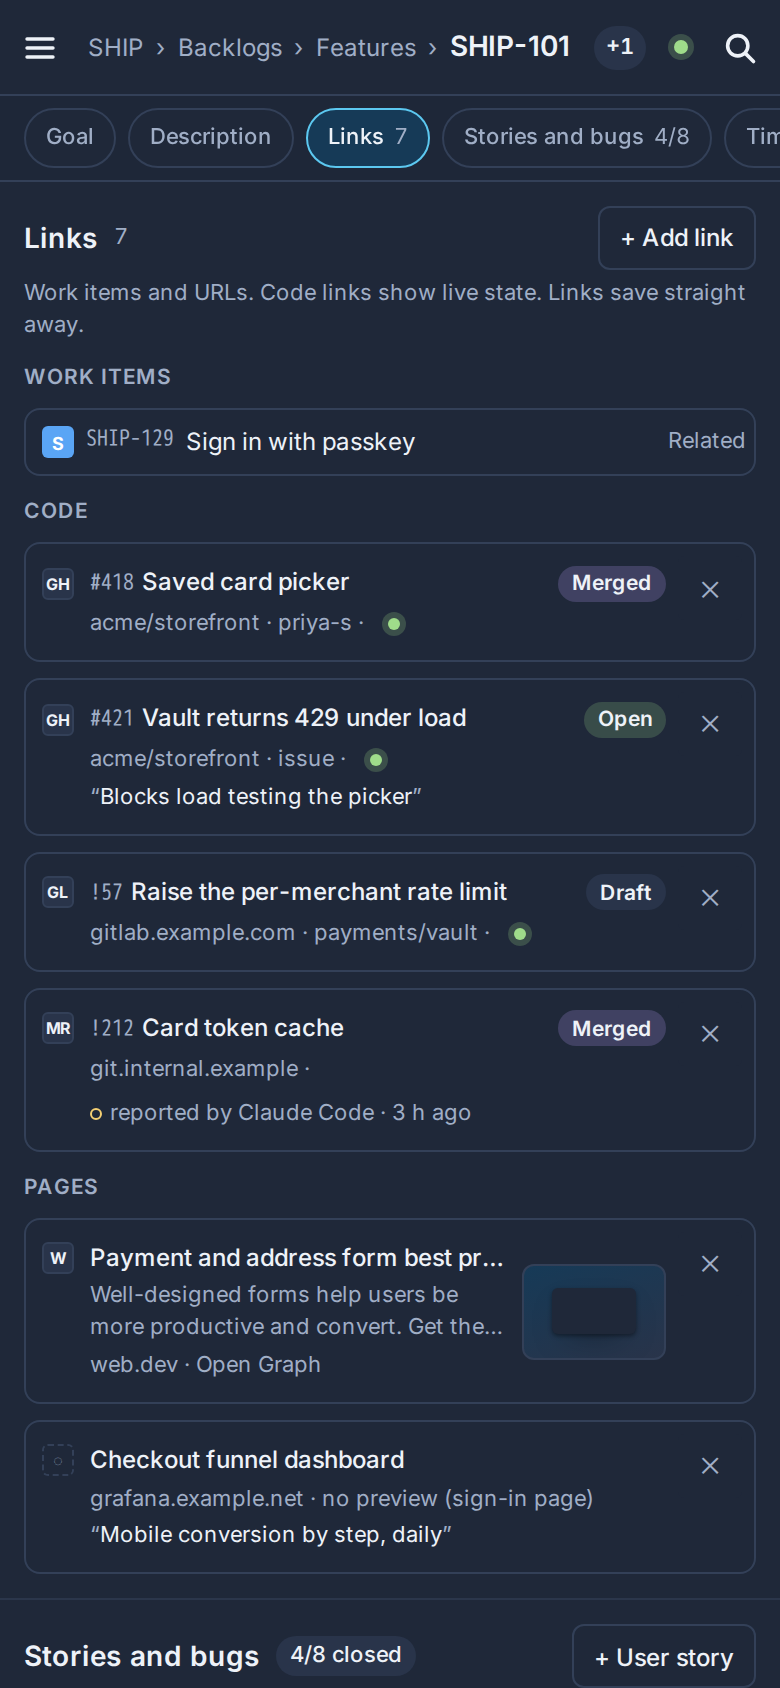 SHIP › Backlogs › Features › SHIP-101 +1
Goal Description Links 7 Stories and bugs 4/8 Tim
Links 7 + Add link
Work items and URLs. Code links show live state. Links save straight
away.
WORK ITEMS
S SHIP-129 Sign in with passkey Related
CODE
GH #418 Saved card picker Merged ×
acme/storefront · priya-s ·
GH #421 Vault returns 429 under load Open ×
acme/storefront · issue ·
“Blocks load testing the picker”
GL !57 Raise the per-merchant rate limit Draft ×
gitlab.example.com · payments/vault ·
MR !212 Card token cache Merged ×
git.internal.example ·
reported by Claude Code · 3 h ago
PAGES
W Payment and address form best pr... ×
Well-designed forms help users be
more productive and convert. Get the...
web.dev · Open Graph
Checkout funnel dashboard ×
grafana.example.net · no preview (sign-in page)
“Mobile conversion by step, daily”
Stories and bugs 4/8 closed + User story